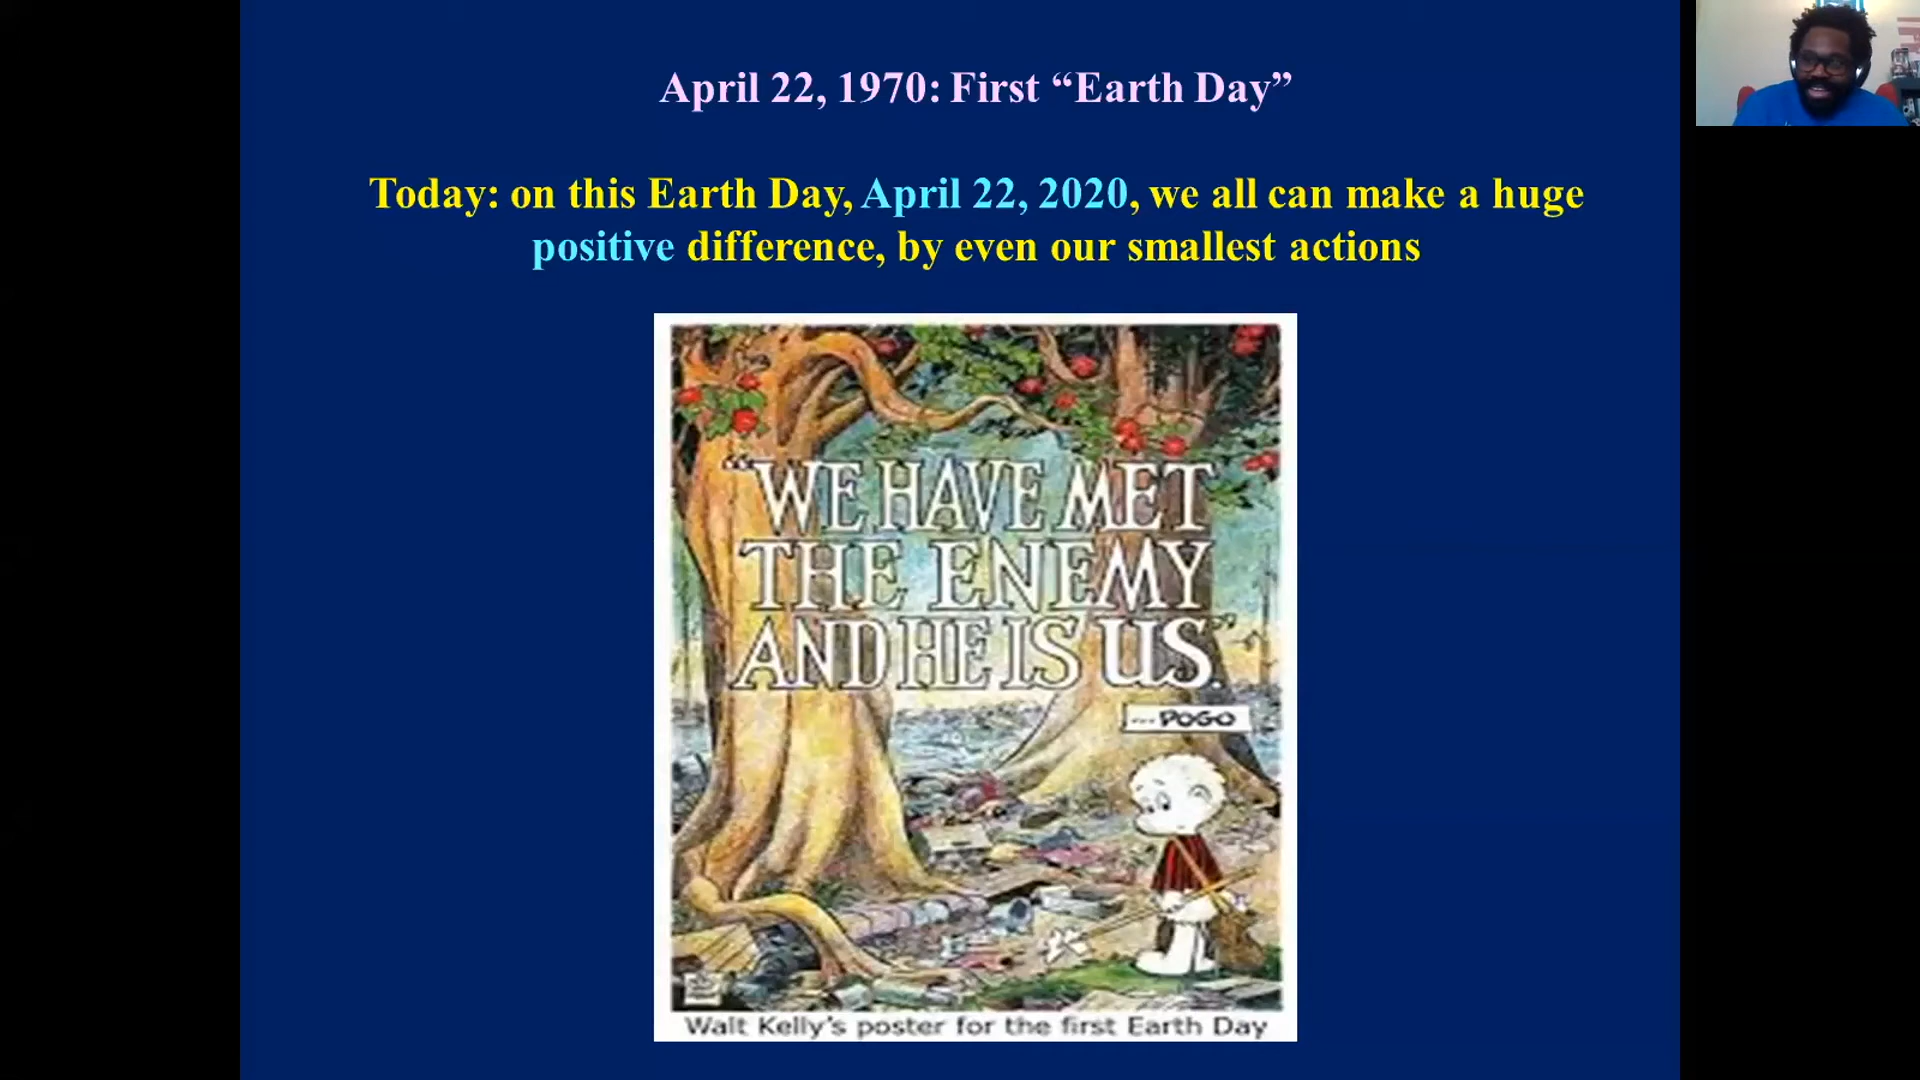 April 22, 1970: First “Earth Day”
Today: on this Earth Day, April 22, 2020, we all can make a huge
positive difference, by even our smallest actions
“WE HAVE MET
THE ENEMY
AND HE IS US.”
---POGO
Walt Kelly's poster for the first Earth Day